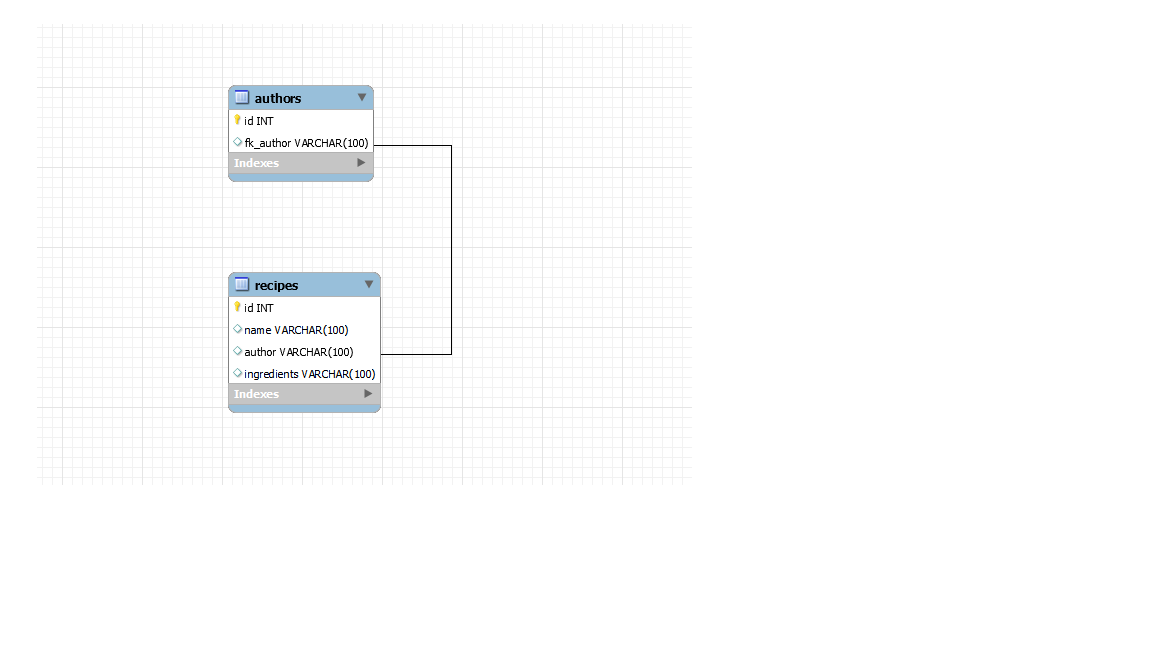 authors
id INT
fk_author VARCHAR(100)
Indexes
recipes
id INT
name VARCHAR(100)
author VARCHAR(100)
ingredients VARCHAR(100)
Indexes